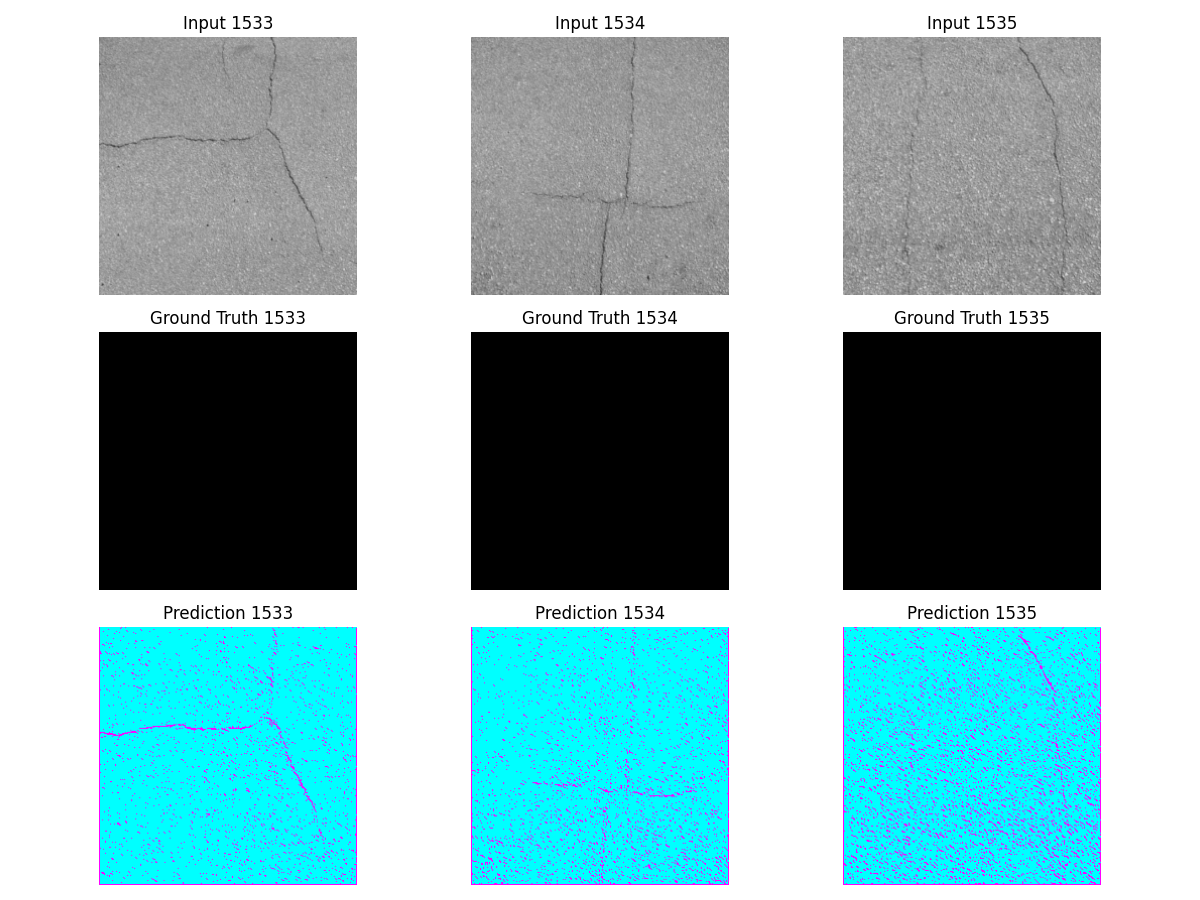 Input 1533
Input 1534
Input 1535
Ground Truth 1533
Ground Truth 1534
Ground Truth 1535
Prediction 1533
Prediction 1534
Prediction 1535